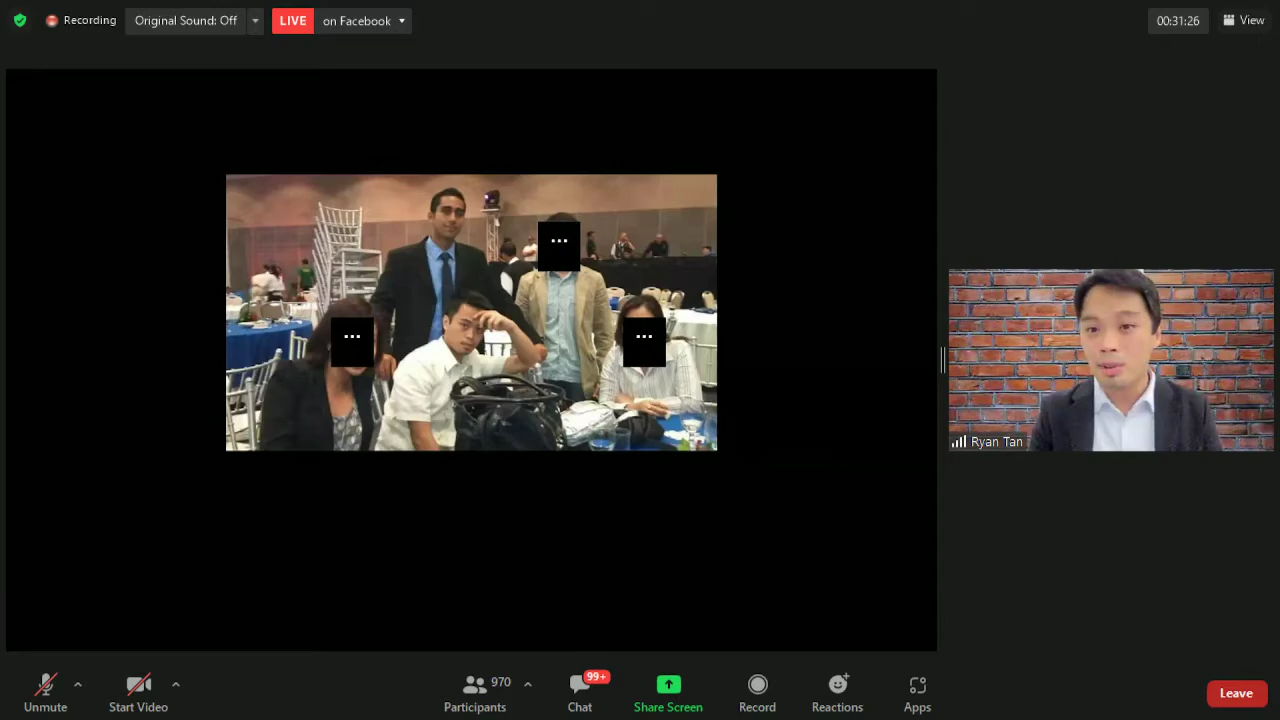 Recording
Original Sound: Off
LIVE on Facebook
00:31:26
View
...
...
...
Ryan Tan
Unmute
Start Video
970
Participants
99+
Chat
Share Screen
Record
Reactions
Apps
Leave